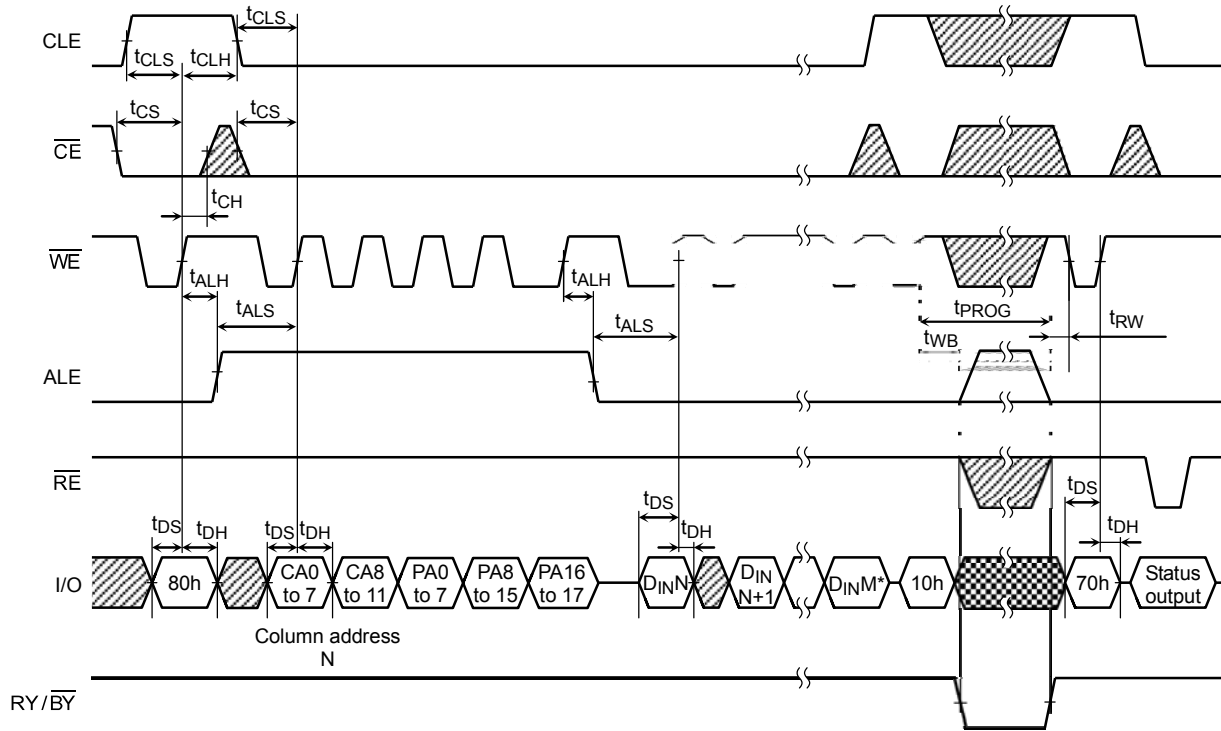 CLE
tCLS
tCLS
tCLH
CE
tCS
tCS
tCH
WE
tALH
tALS
tALH
tALS
tPROG
tWB
tRW
ALE
RE
tDS
tDH
tDS
tDH
tDS
tDH
tDS
tDH
I/O
80h
CA0
to 7
CA8
to 11
PA0
to 7
PA8
to 15
PA16
to 17
DINN
DIN
N+1
DINM*
10h
70h
Status
output
Column address
N
RY/BY